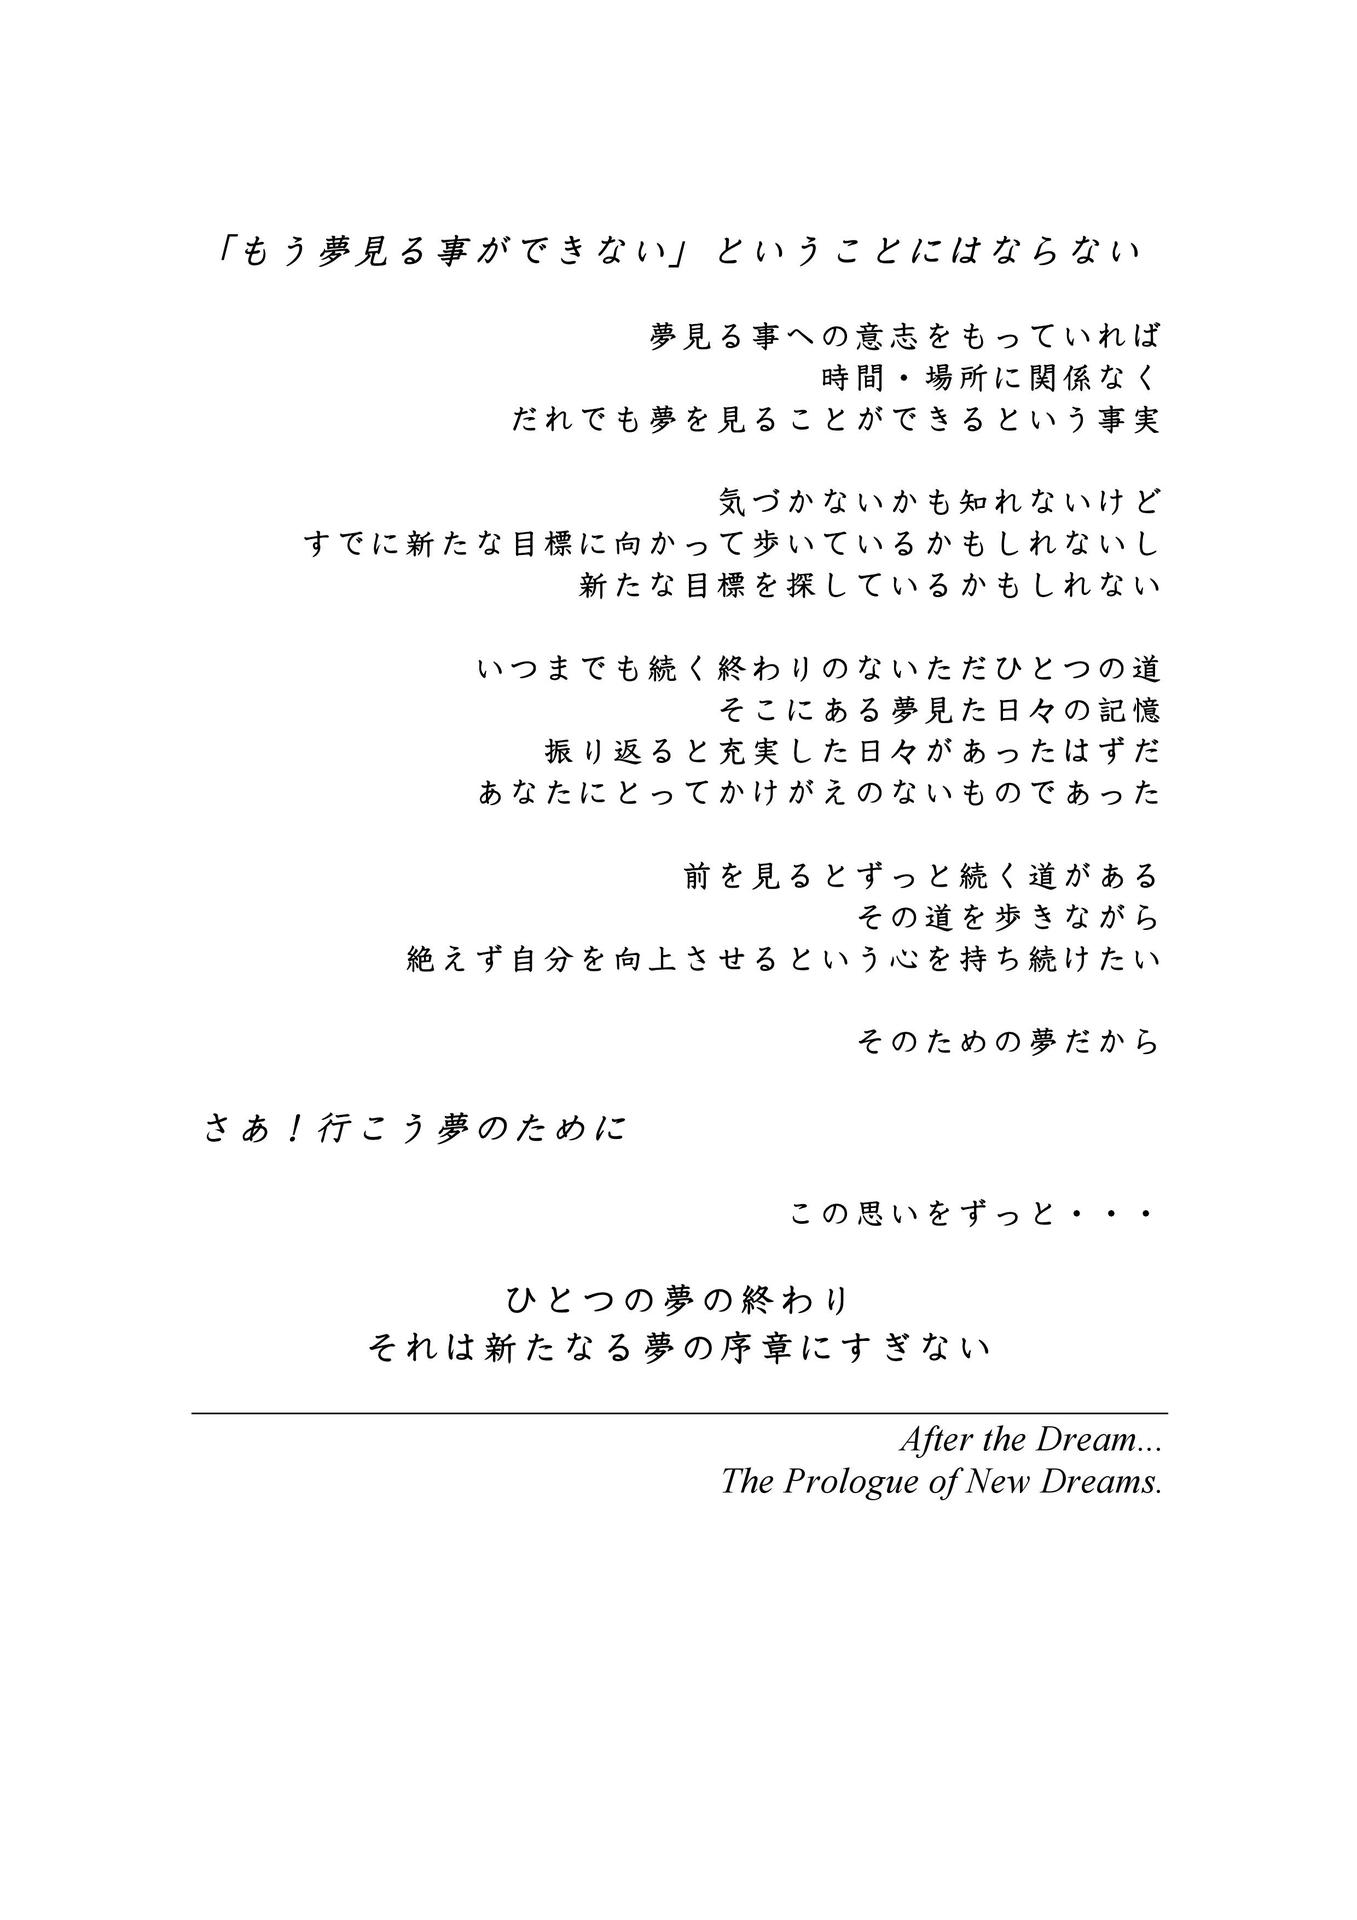 「もう夢見る事ができない」ということにはならない
夢見る事への意志をもっていれば
時間・場所に関係なく
だれでも夢を見ることができるという事実
気づかないかも知れないけど
すでに新たな目標に向かって歩いているかもしれないし
新たな目標を探しているかもしれない
いつまでも続く終わりのないただひとつの道
そこにある夢見た日々の記憶
振り返ると充実した日々があったはずだ
あなたにとってかけがえのないものであった
前を見るとずっと続く道がある
その道を歩きながら
絶えず自分を向上させるという心を持ち続けたい
そのための夢だから
さあ!行こう夢のために
この思いをずっと・・・
ひとつの夢の終わり
それは新たなる夢の序章にすぎない
After the Dream...
The Prologue of New Dreams.